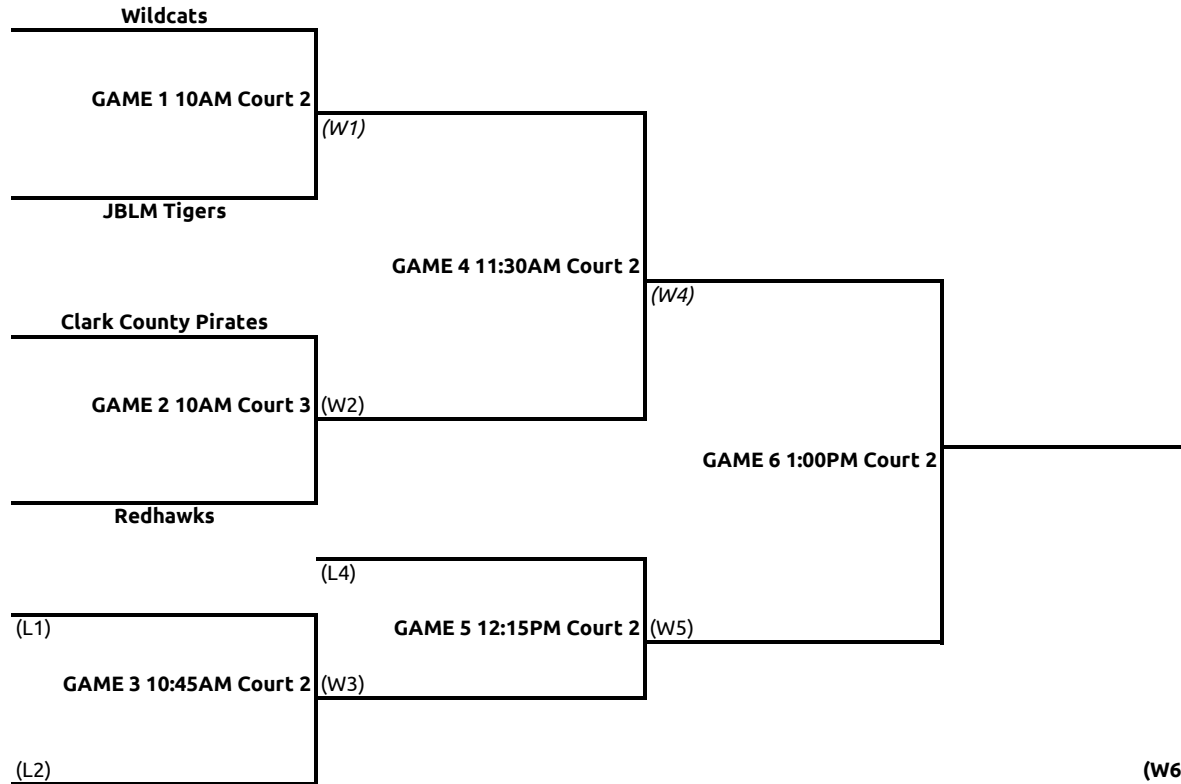 Wildcats
GAME 1 10AM Court 2
(W1)
JBLM Tigers
GAME 4 11:30AM Court 2
(W4)
Clark County Pirates
GAME 2 10AM Court 3
(W2)
GAME 6 1:00PM Court 2
Redhawks
(L4)
(L1)
GAME 5 12:15PM Court 2
(W5)
GAME 3 10:45AM Court 2
(W3)
(L2)
(W6